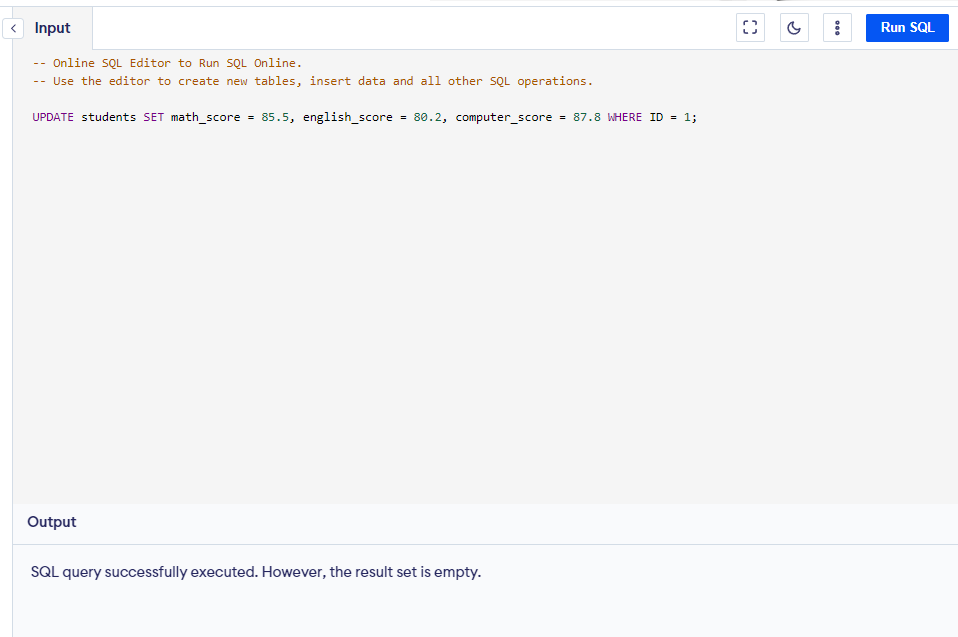 Input
Run SQL
-- Online SQL Editor to Run SQL Online.
-- Use the editor to create new tables, insert data and all other SQL operations.
UPDATE students SET math_score = 85.5, english_score = 80.2, computer_score = 87.8 WHERE ID = 1;
Output
SQL query successfully executed. However, the result set is empty.